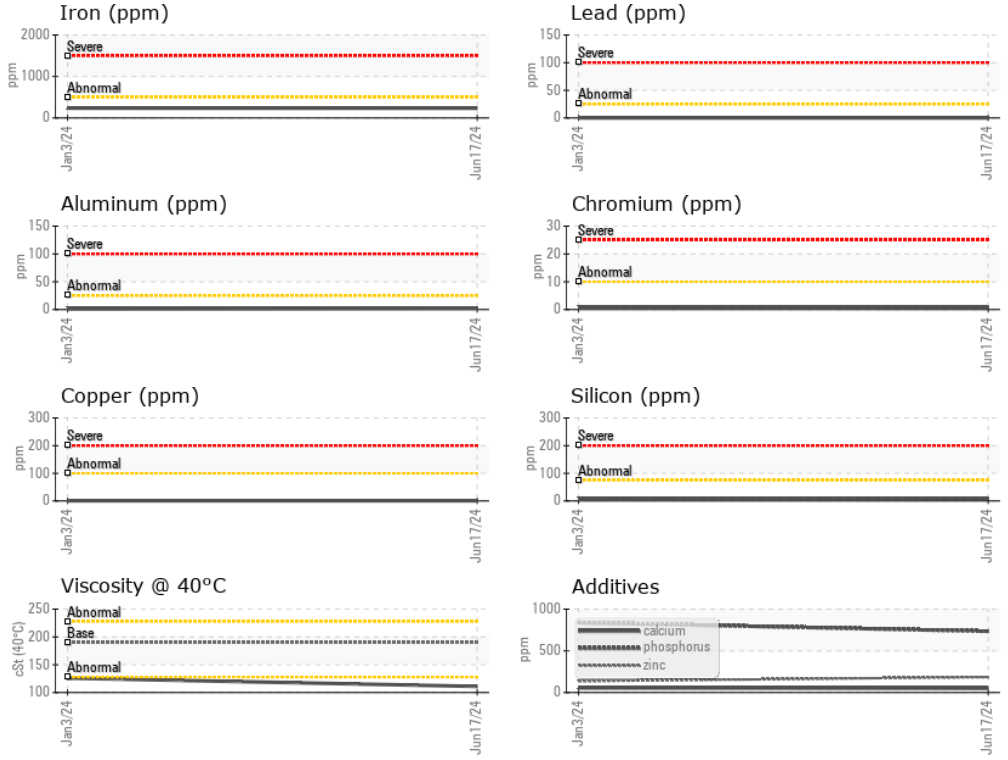 Iron (ppm)
2000
1000
0
ppm
Severe
Abnormal
Jan3/24
Jun17/24
Lead (ppm)
150
100
50
0
ppm
Severe
Abnormal
Jan3/24
Jun17/24
Aluminum (ppm)
150
100
50
0
ppm
Severe
Abnormal
Jan3/24
Jun17/24
Chromium (ppm)
30
20
10
0
ppm
Severe
Abnormal
Jan3/24
Jun17/24
Copper (ppm)
300
200
100
0
ppm
Severe
Abnormal
Jan3/24
Jun17/24
Silicon (ppm)
300
200
100
0
ppm
Severe
Abnormal
Jan3/24
Jun17/24
Viscosity @ 40°C
250
200
150
100
cSt (40°C)
Abnormal
Base
Abnormal
Jan3/24
Jun17/24
Additives
1000
500
0
ppm
calcium
phosphorus
zinc
Jan3/24
Jun17/24